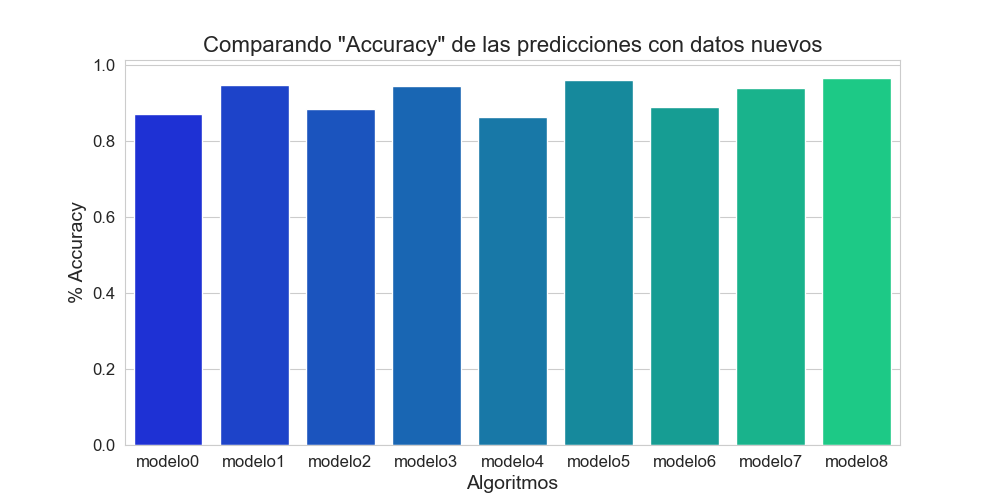 Comparando "Accuracy" de las predicciones con datos nuevos
1.0
0.8
0.6
0.4
0.2
0.0
% Accuracy
modelo0 modelo1 modelo2 modelo3 modelo4 modelo5 modelo6 modelo7 modelo8
Algoritmos